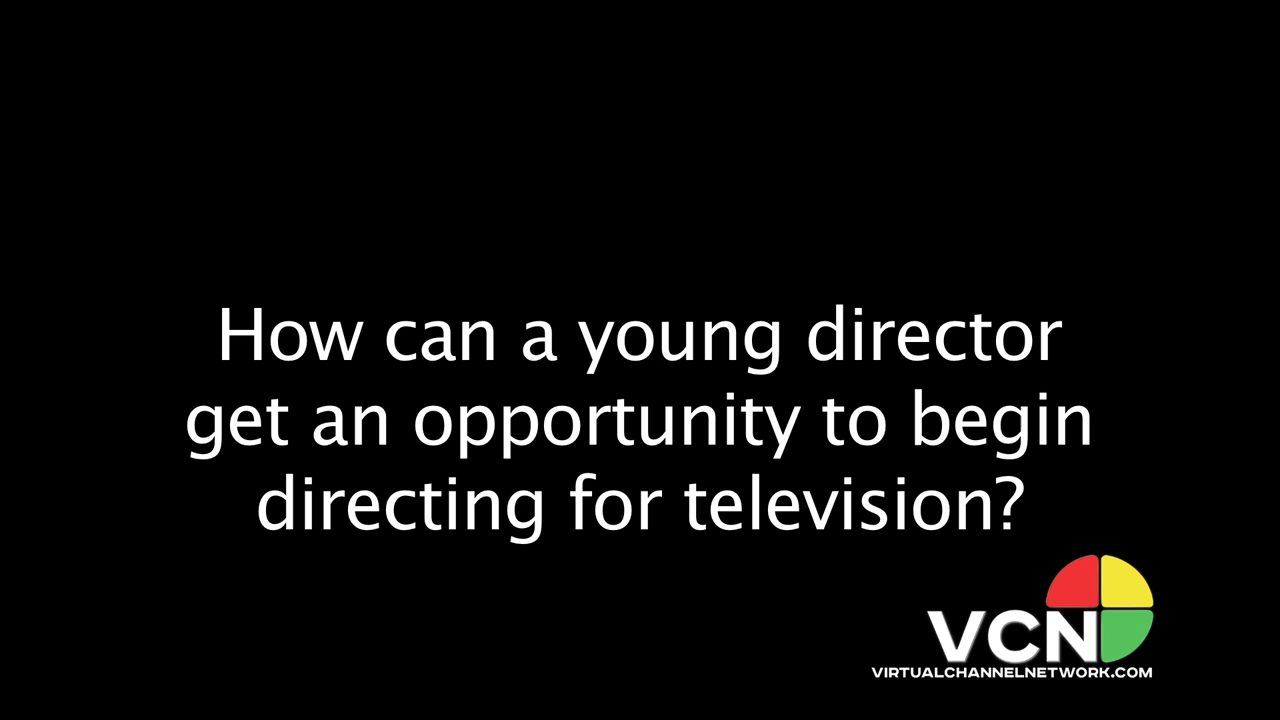 How can a young director
get an opportunity to begin
directing for television?
VCN
VIRTUALCHANNELNETWORK.COM